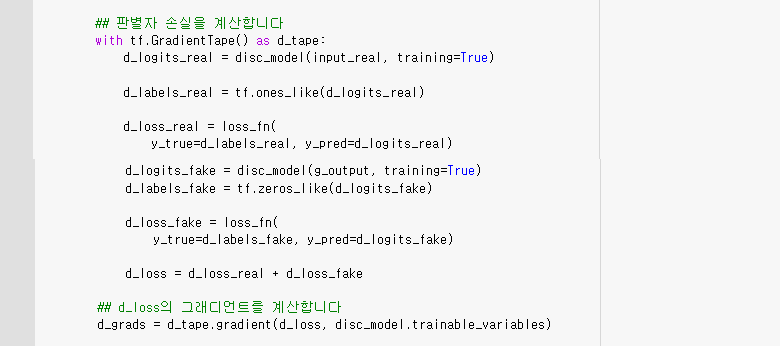 ## 판별자 손실을 계산합니다
with tf.GradientTape() as d_tape:
    d_logits_real = disc_model(input_real, training=True)
    d_labels_real = tf.ones_like(d_logits_real)
    d_loss_real = loss_fn(
        y_true=d_labels_real, y_pred=d_logits_real)
    d_logits_fake = disc_model(g_output, training=True)
    d_labels_fake = tf.zeros_like(d_logits_fake)
    d_loss_fake = loss_fn(
        y_true=d_labels_fake, y_pred=d_logits_fake)
    d_loss = d_loss_real + d_loss_fake
## d_loss의 그래디언트를 계산합니다
d_grads = d_tape.gradient(d_loss, disc_model.trainable_variables)